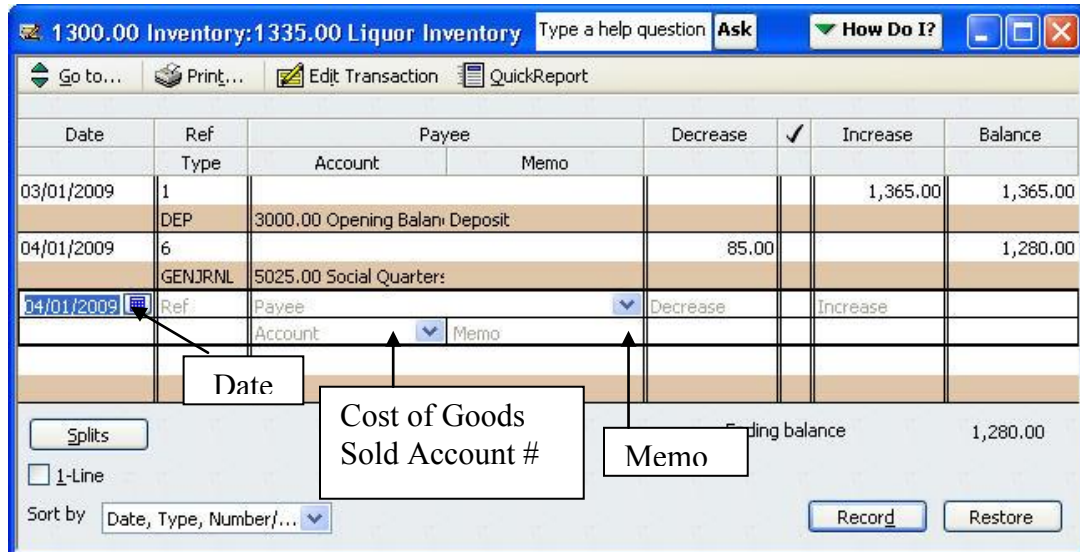 1300.00 Inventory:1335.00 Liquor Inventory Type a help question Ask How Do I?
Go to... Print... Edit Transaction QuickReport
Date Ref Payee Decrease ✓ Increase Balance
Type Account Memo
03/01/2009 1 1,365.00 1,365.00
DEP 3000.00 Opening Balan Deposit
04/01/2009 6 85.00 1,280.00
GENJRNL 5025.00 Social Quarters
04/01/2009 Ref Payee Decrease Increase
Account Memo
Date
Cost of Goods
Sold Account #
Memo
Splits
Ending balance 1,280.00
1-Line
Sort by Date, Type, Number/...
Record Restore